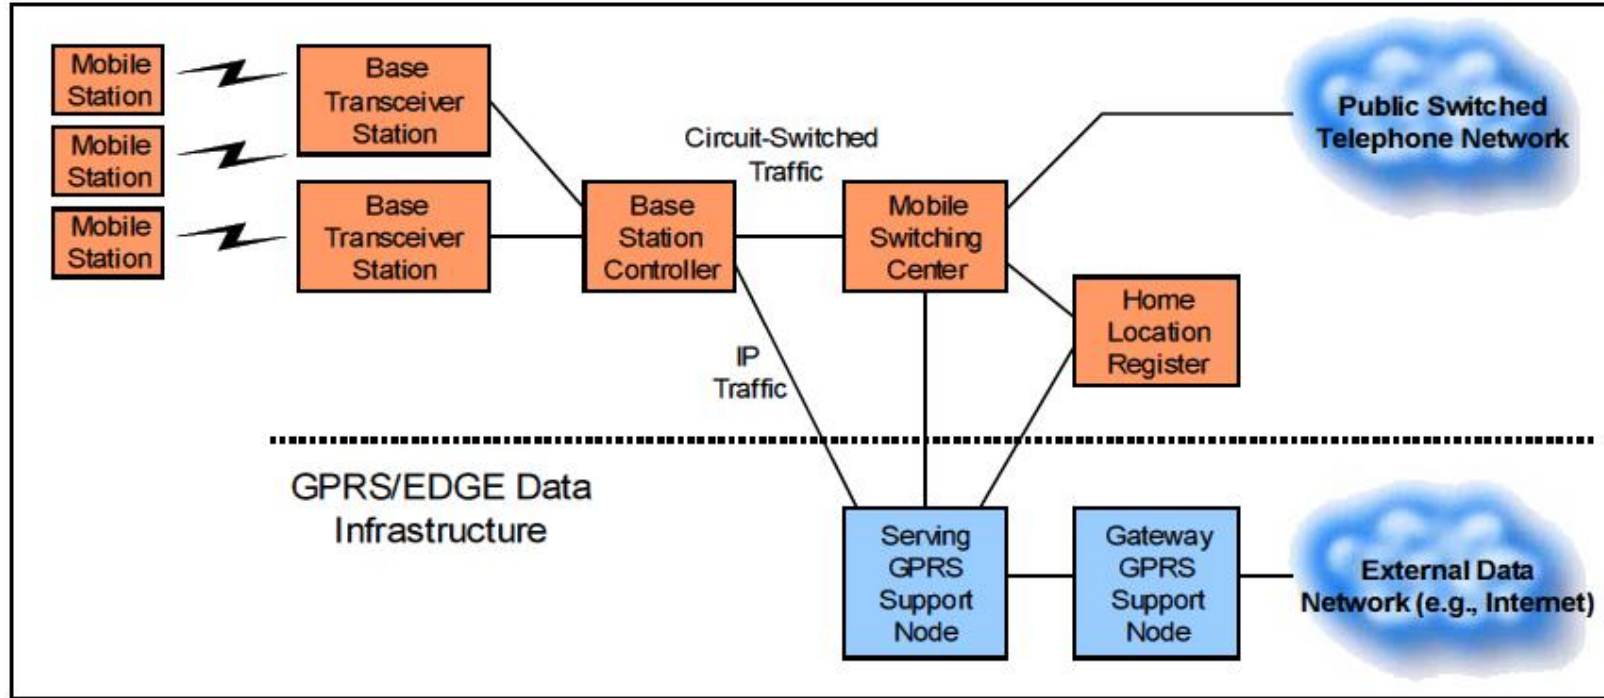 Mobile
Station
Mobile
Station
Mobile
Station
Base
Transceiver
Station
Base
Transceiver
Station
Base
Station
Controller
Circuit-Switched
Traffic
Mobile
Switching
Center
Public Switched
Telephone Network
Home
Location
Register
IP
Traffic
GPRS/EDGE Data
Infrastructure
Serving
GPRS
Support
Node
Gateway
GPRS
Support
Node
External Data
Network (e.g., Internet)